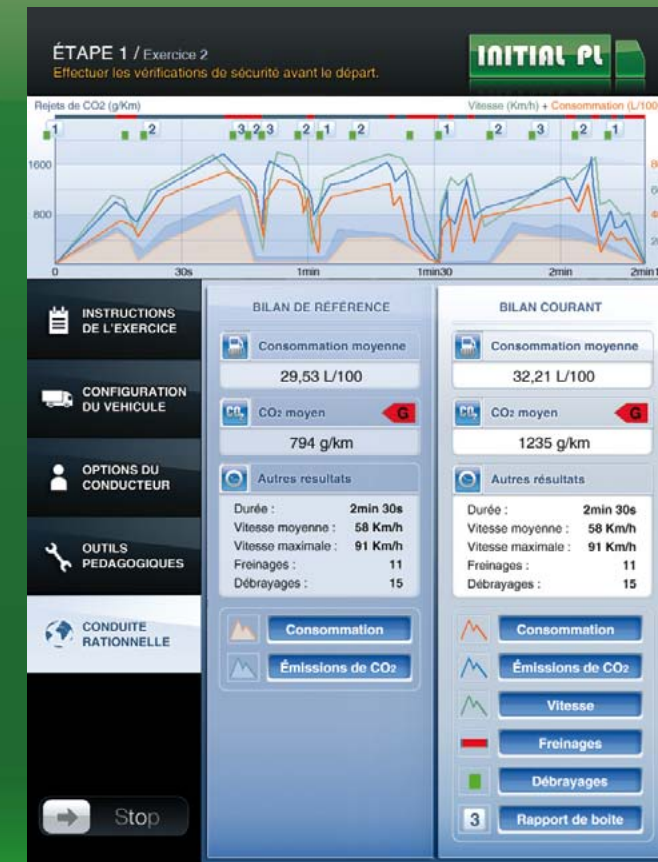 ÉTAPE 1 / Exercice 2
Effectuer les vérifications de sécurité avant le départ.
INITIAL PL
Rejets de CO2 (g/Km)
Vitesse (Km/h) + Consommation (L/100
1 2 3 2 3 2 1 2 1 2 3 2 1
1600
800
8
6
4
2
0 30s 1min 1min30 2min 2min1
INSTRUCTIONS
DE L'EXERCICE
CONFIGURATION
DU VEHICULE
OPTIONS DU
CONDUCTEUR
OUTILS
PEDAGOGIQUES
CONDUITE
RATIONNELLE
Stop
BILAN DE RÉFÉRENCE
Consommation moyenne
29,53 L/100
CO2 CO2 moyen G
794 g/km
Autres resultats
Durée : 2min 30s
Vitesse moyenne : 58 Km/h
Vitesse maximale : 91 Km/h
Freinages : 11
Débrayages : 15
Consommation
Émissions de CO2
BILAN COURANT
Consommation moyenne
32,21 L/100
CO2 CO2 moyen G
1235 g/km
Autres résultats
Durée : 2min 30s
Vitesse moyenne : 58 Km/h
Vitesse maximale : 91 Km/h
Freinages : 11
Débrayages : 15
Consommation
Émissions de CO2
Vitesse
Freinages
Débrayages
3 Rapport de boite